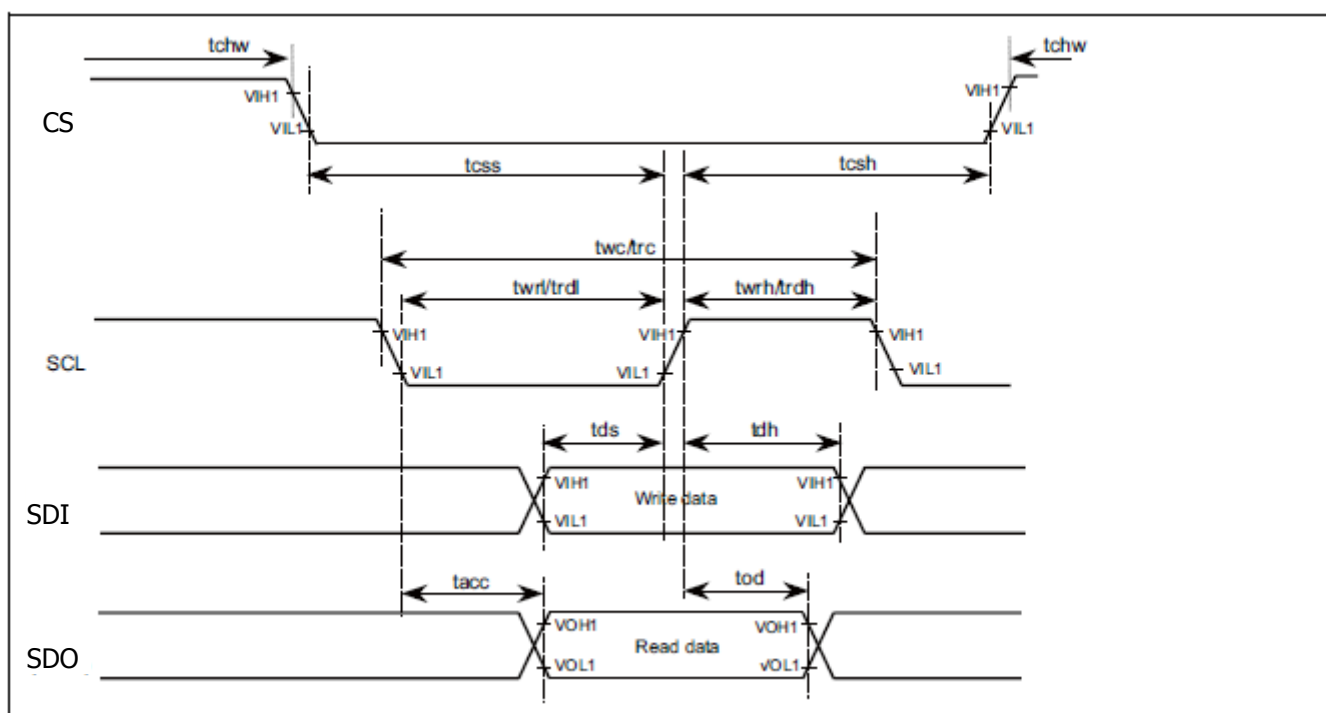 tchw tchw
VIH1 VIH1
CS VIL1 VIL1
tcss tcsh
twc/trc
twrl/trdl twrh/trdh
VIH1 VIH1 VIH1
SCL VIL1 VIL1 VIL1
tds tdh
VIH1 Write data VIH1
SDI VIL1 VIL1
tacc tod
VOH1 Read data VOH1
SDO VOL1 vOL1